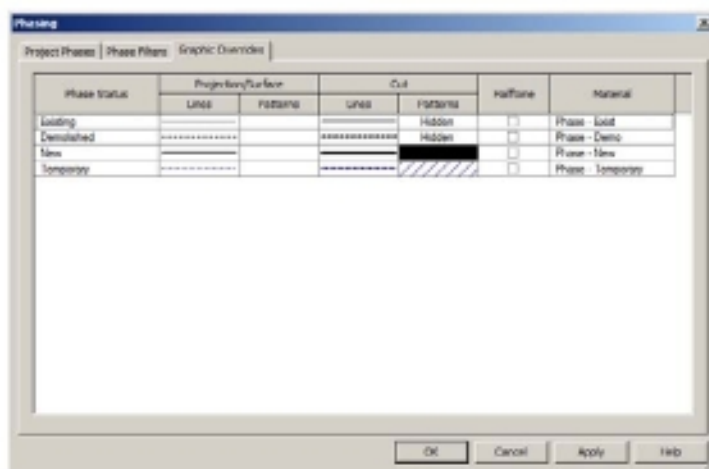 Phasing
Project Phases Phase Filters Graphic Overrides
Phase Status Projection/Surface Cut Halftone Material
Lines Patterns Lines Patterns
Existing Hidden Phase - Exist
Demolished Hidden Phase - Demo
New Phase - New
Temporary Phase - Temporary
OK Cancel Apply Help